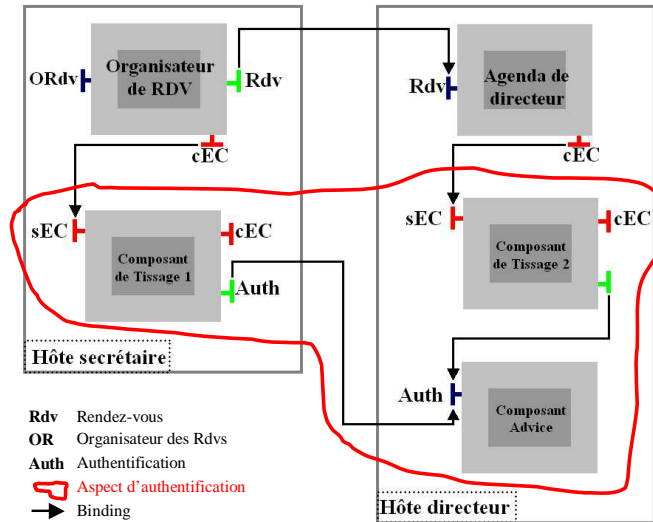 Organisateur
de RDV
ORdv
Rdv
cEC
Agenda de
directeur
Rdv
cEC
sEC
cEC
Composant
de Tissage 1
Auth
sEC
cEC
Composant
de Tissage 2
Auth
Composant
Advice
Hôte secrétaire
Hôte directeur
Rdv Rendez-vous
OR Organisateur des Rdvs
Auth Authentification
Aspect d'authentification
Binding